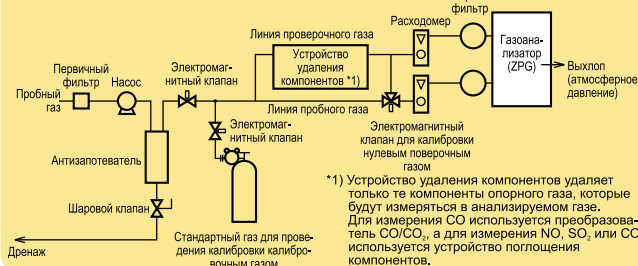 фильтр
Расходомер
Линия проверочного газа
Газоана-
лизатор
(ZPG)
Устройство
удаления
компонентов *1)
Выхлоп
(атмосферное
давление)
Первичный
фильтр
Насос
Электромаг-
нитный клапан
Пробный
газ
Линия пробного газа
Электромаг-
нитный клапан
Электромагнитный
клапан для калибровки
нулевым поверочным
газом
Антизапотеватель
Шаровой клапан
Дренаж
Стандартный газ для прове-
дения калибровки калибро-
вочным газом
*1) Устройство удаления компонентов удаляет
только те компоненты опорного газа, которые
будут измеряться в анализируемом газе.
Для измерения CO используется преобразова-
тель CO/CO₂, а для измерения NO, SO₂ или CO
используется устройство поглощения
компонентов.